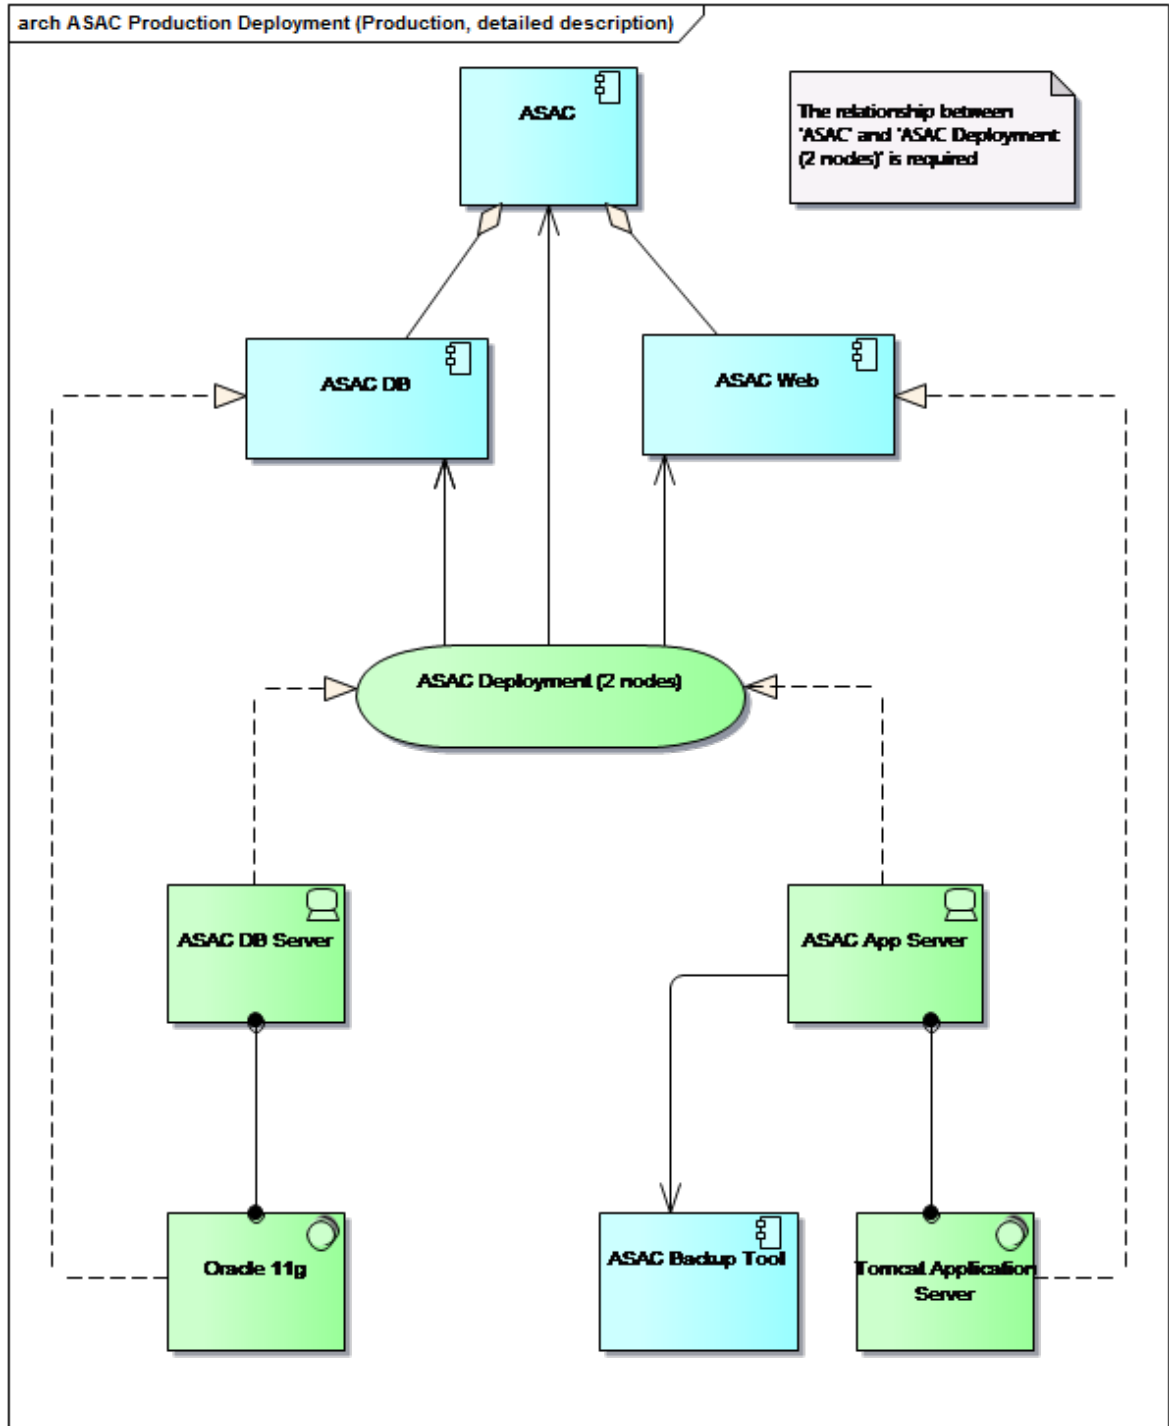 arch ASAC Production Deployment (Production, detailed description)
ASAC
The relationship between
'ASAC' and 'ASAC Deployment
(2 nodes)' is required
ASAC DB
ASAC Web
ASAC Deployment (2 nodes)
ASAC DB Server
ASAC App Server
Oracle 11g
ASAC Backup Tool
Tomcat Application
Server